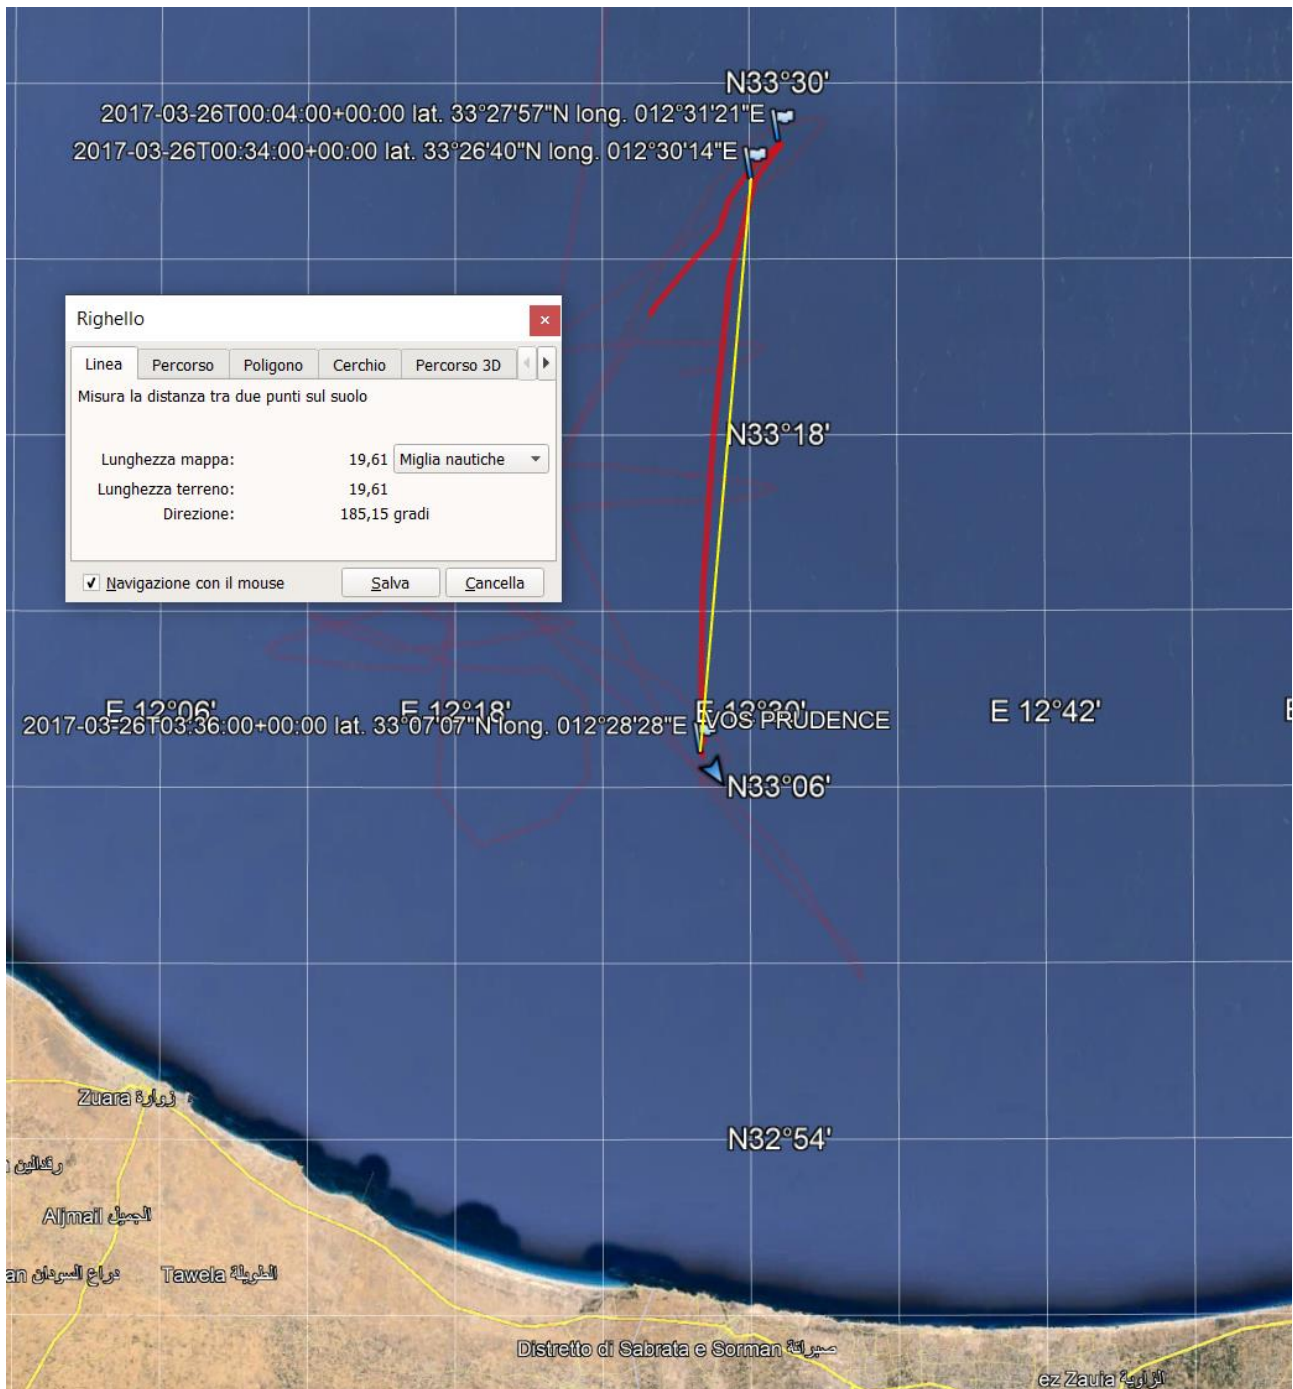 N33°30'
2017-03-26T00:04:00+00:00 lat. 33°27'57"N long. 012°31'21"E
2017-03-26T00:34:00+00:00 lat. 33°26'40"N long. 012°30'14"E
Righello
Linea Percorso Poligono Cerchio Percorso 3D
Misura la distanza tra due punti sul suolo
Lunghezza mappa: 19,61 Miglia nautiche
Lunghezza terreno: 19,61
Direzione: 185,15 gradi
Navigazione con il mouse Salva Cancella
N33°18'
E 12°06' E 12°18' E 12°30' E 12°42' E
2017-03-26T03:36:00+00:00 lat. 33°07'07"N long. 012°28'28"E VOS PRUDENCE
N33°06'
Zuara زوارة
N32°54'
رقدالين
Aljmail الجميل
an دراع السودان Tawela الطويلة
Distretto di Sabrata e Sorman صبراتة
ez Zauia الزاوية